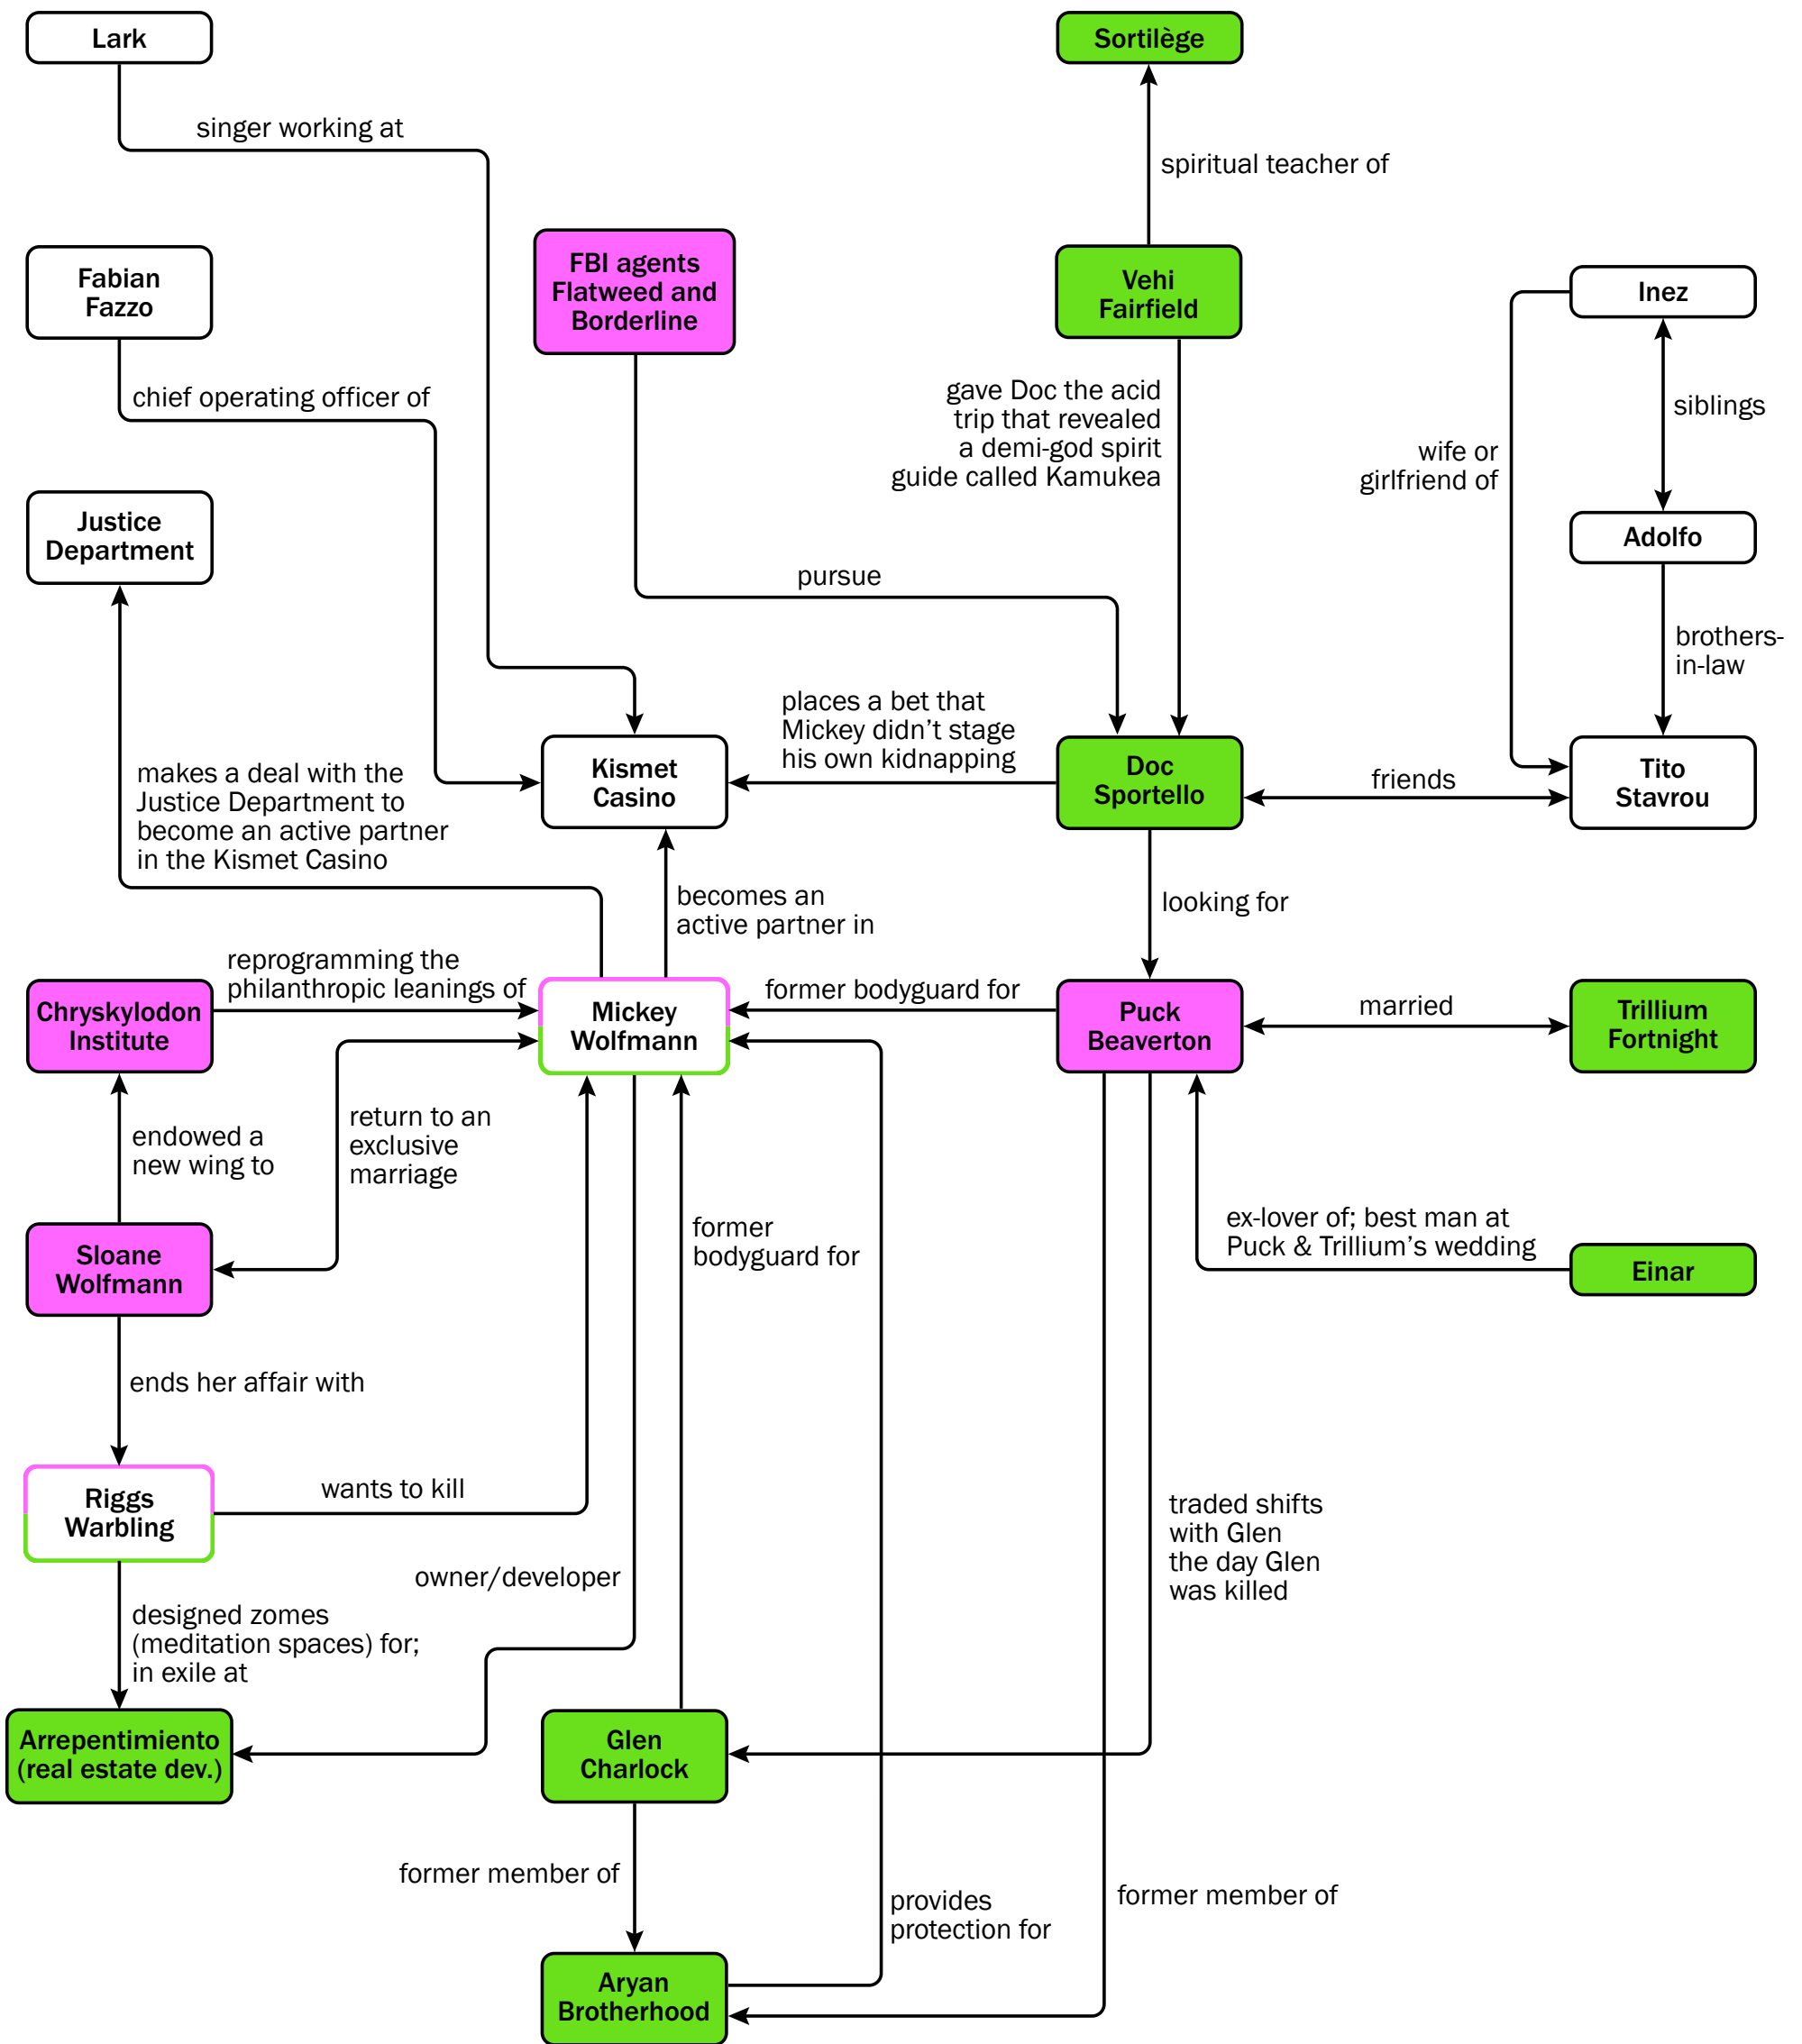 Lark
Sortilège
singer working at
spiritual teacher of
Fabian
Fazzo
FBI agents
Flatweed and
Borderline
Vehi
Fairfield
Inez
chief operating officer of
gave Doc the acid
trip that revealed
a demi-god spirit
guide called Kamukea
siblings
wife or
girlfriend of
Justice
Department
Adolfo
pursue
brothers-
in-law
places a bet that
Mickey didn't stage
his own kidnapping
makes a deal with the
Justice Department to
become an active partner
in the Kismet Casino
Kismet
Casino
Doc
Sportello
friends
Tito
Stavrou
becomes an
active partner in
looking for
reprogramming the
philanthropic leanings of
Chryskylodon
Institute
Mickey
Wolfmann
former bodyguard for
Puck
Beaverton
married
Trillium
Fortnight
endowed a
new wing to
return to an
exclusive
marriage
former
bodyguard for
ex-lover of; best man at
Puck & Trillium's wedding
Sloane
Wolfmann
Einar
ends her affair with
Riggs
Warbling
wants to kill
traded shifts
with Glen
the day Glen
was killed
owner/developer
designed zomes
(meditation spaces) for;
in exile at
Arrepentimiento
(real estate dev.)
Glen
Charlock
former member of
provides
protection for
former member of
Aryan
Brotherhood